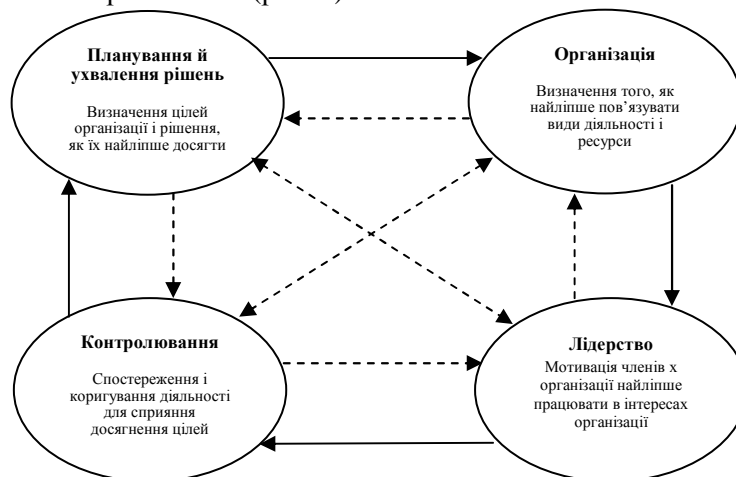 Планування й
ухвалення рішень
Визначення цілей
організації і рішення,
як їх найліпше досягти
Організація
Визначення того, як
найліпше пов’язувати
види діяльності і
ресурси
Контролювання
Спостереження і
коригування діяльності
для сприяння
досягнення цілей
Лідерство
Мотивація членів х
організації найліпше
працювати в інтересах
організації